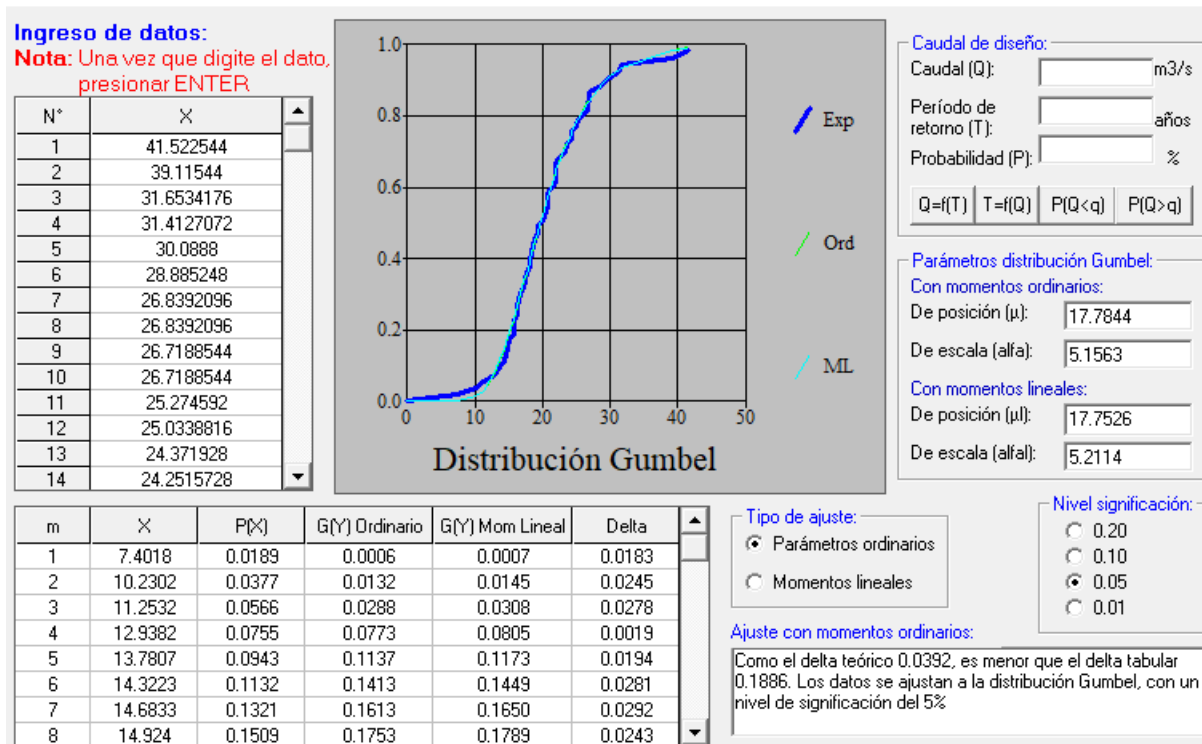 Ingreso de datos:
Nota: Una vez que digite el dato,
presionar ENTER
N° X
1 41.522544
2 39.11544
3 31.6534176
4 31.4127072
5 30.0888
6 28.885248
7 26.8392096
8 26.8392096
9 26.7188544
10 26.7188544
11 25.274592
12 25.0338816
13 24.371928
14 24.2515728
1.0
0.8
0.6
0.4
0.2
0.0
0 10 20 30 40 50
Exp
Ord
ML
Distribución Gumbel
Caudal de diseño:
Caudal (Q): m3/s
Período de
retorno (T): años
Probabilidad (P): %
Q=f(T) T=f(Q) P(Q<q) P(Q>q)
Parámetros distribución Gumbel:
Con momentos ordinarios:
De posición (μ): 17.7844
De escala (alfa): 5.1563
Con momentos lineales:
De posición (μl): 17.7526
De escala (alfal): 5.2114
m X P(X) G(Y) Ordinario G(Y) Mom Lineal Delta
1 7.4018 0.0189 0.0006 0.0007 0.0183
2 10.2302 0.0377 0.0132 0.0145 0.0245
3 11.2532 0.0566 0.0288 0.0308 0.0278
4 12.9382 0.0755 0.0773 0.0805 0.0019
5 13.7807 0.0943 0.1137 0.1173 0.0194
6 14.3223 0.1132 0.1413 0.1449 0.0281
7 14.6833 0.1321 0.1613 0.1650 0.0292
8 14.924 0.1509 0.1753 0.1789 0.0243
Tipo de ajuste:
Parámetros ordinarios
Momentos lineales
Nivel significación:
0.20
0.10
0.05
0.01
Ajuste con momentos ordinarios:
Como el delta teórico 0.0392, es menor que el delta tabular
0.1886. Los datos se ajustan a la distribución Gumbel, con un
nivel de significación del 5%